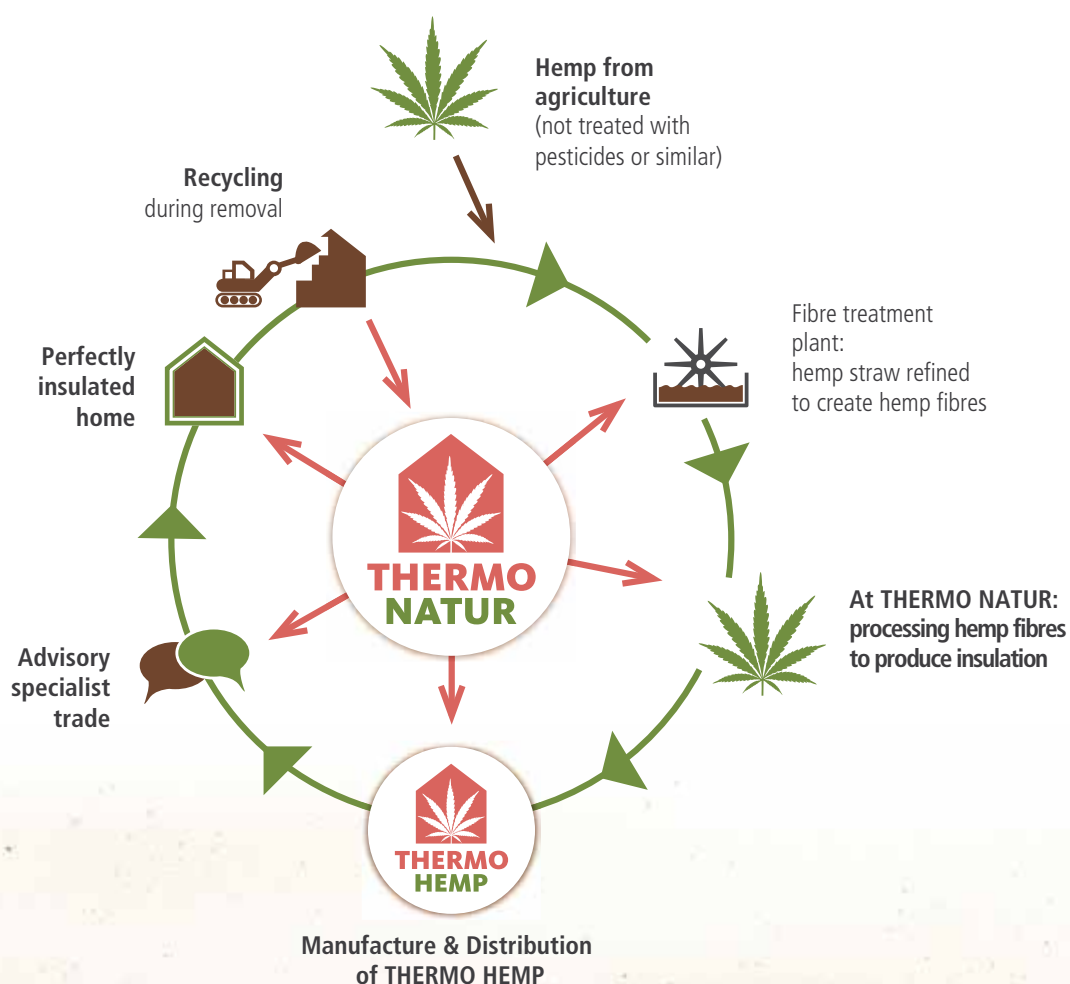 Hemp from
agriculture
(not treated with
pesticides or similar)
Recycling
during removal
Fibre treatment
plant:
hemp straw refined
to create hemp fibres
Perfectly
insulated
home
THERMO
NATUR
At THERMO NATUR:
processing hemp fibres
to produce insulation
Advisory
specialist
trade
THERMO
HEMP
Manufacture & Distribution
of THERMO HEMP